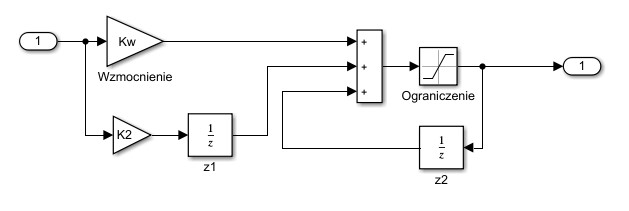 1
Kw
Wzmocnienie
+
+
+
Ograniczenie
1
K2
1
z
z1
1
z
z2